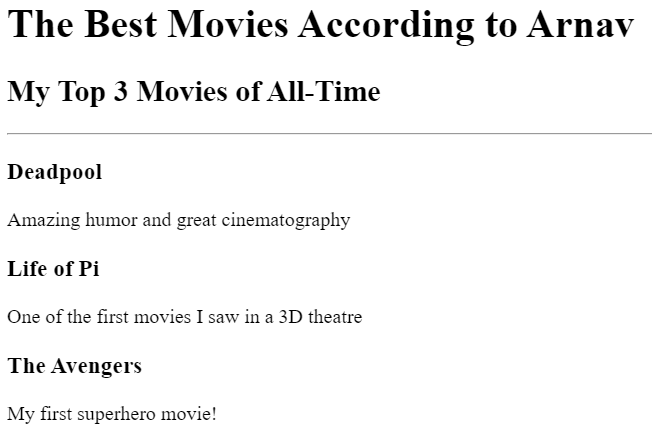 The Best Movies According to Arnav
My Top 3 Movies of All-Time
Deadpool
Amazing humor and great cinematography
Life of Pi
One of the first movies I saw in a 3D theatre
The Avengers
My first superhero movie!